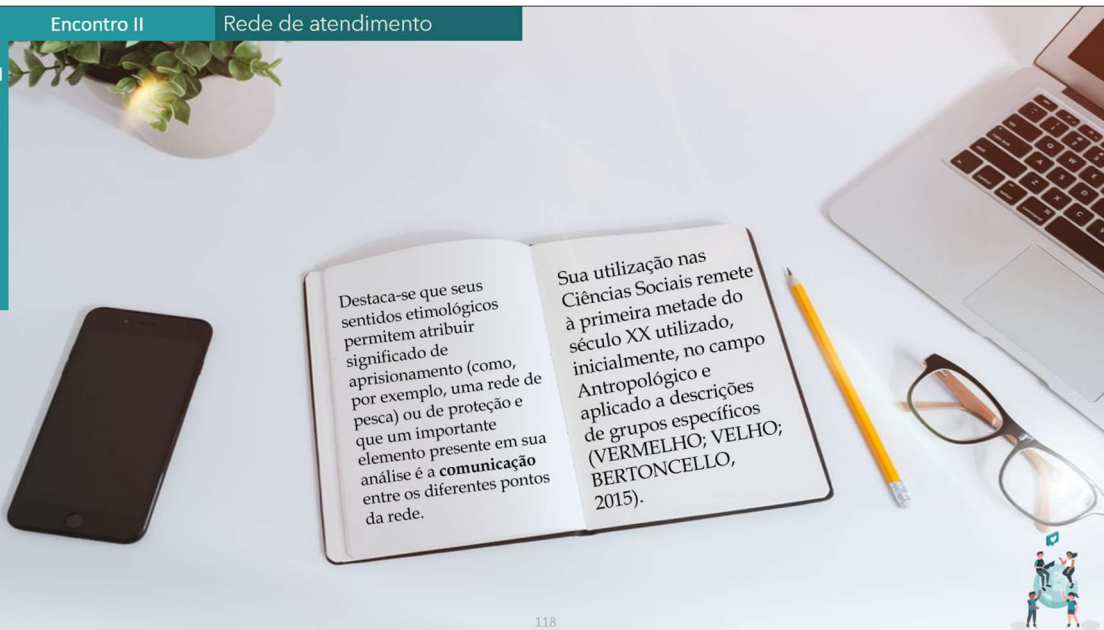 Encontro II
Rede de atendimento
Destaca-se que seus
sentidos etimológicos
permitem atribuir
significado de
aprisionamento (como,
por exemplo, uma rede de
pesca) ou de proteção e
que um importante
elemento presente em sua
análise é a comunicação
entre os diferentes pontos
da rede.
Sua utilização nas
Ciências Sociais remete
à primeira metade do
século XX utilizado,
inicialmente, no campo
Antropológico e
aplicado a descrições
de grupos específicos
(VERMELHO; VELHO;
BERTONCELLO,
2015).
118